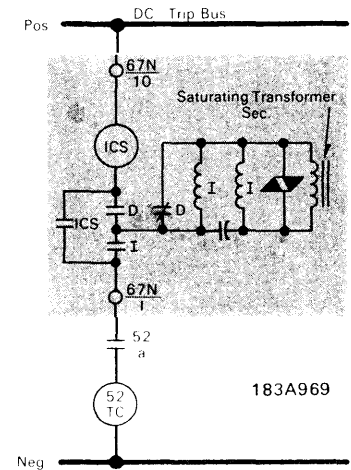 DC Trip Bus
Pos
67N
10
Saturating Transformer
Sec.
ICS
D
D
I
I
ICS
I
67N
I
52
a
52
TC
183A969
Neg